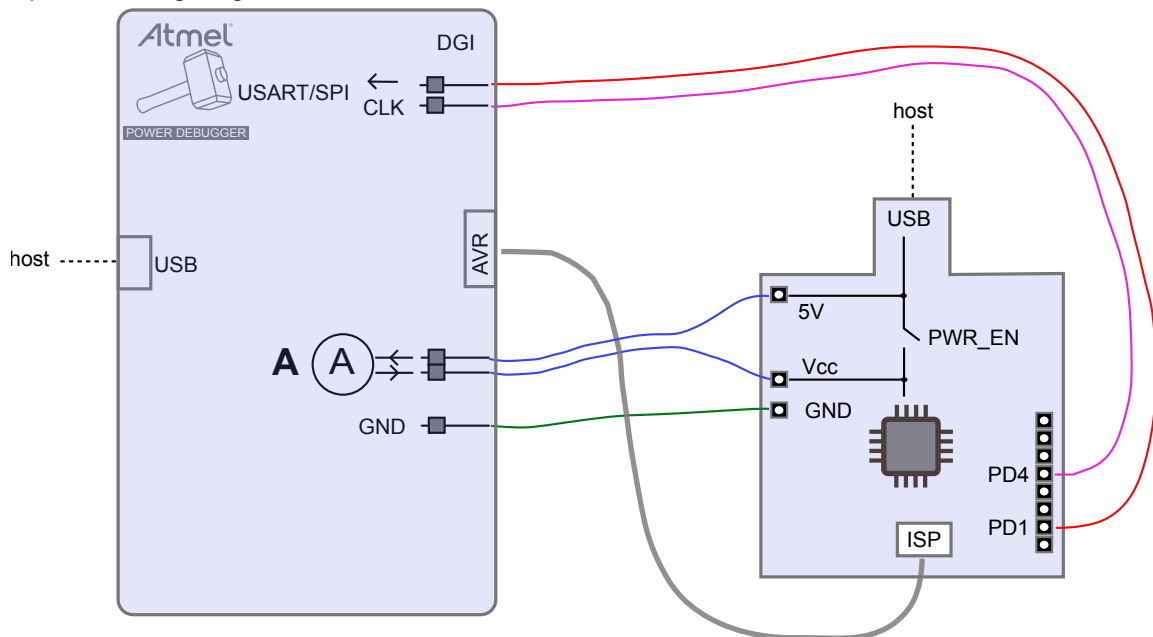 Atmel
DGI
USART/SPI
CLK
POWER DEBUGGER
host
USB
host
USB
AVR
5V
PWR_EN
A
A
Vcc
GND
GND
PD4
PD1
ISP